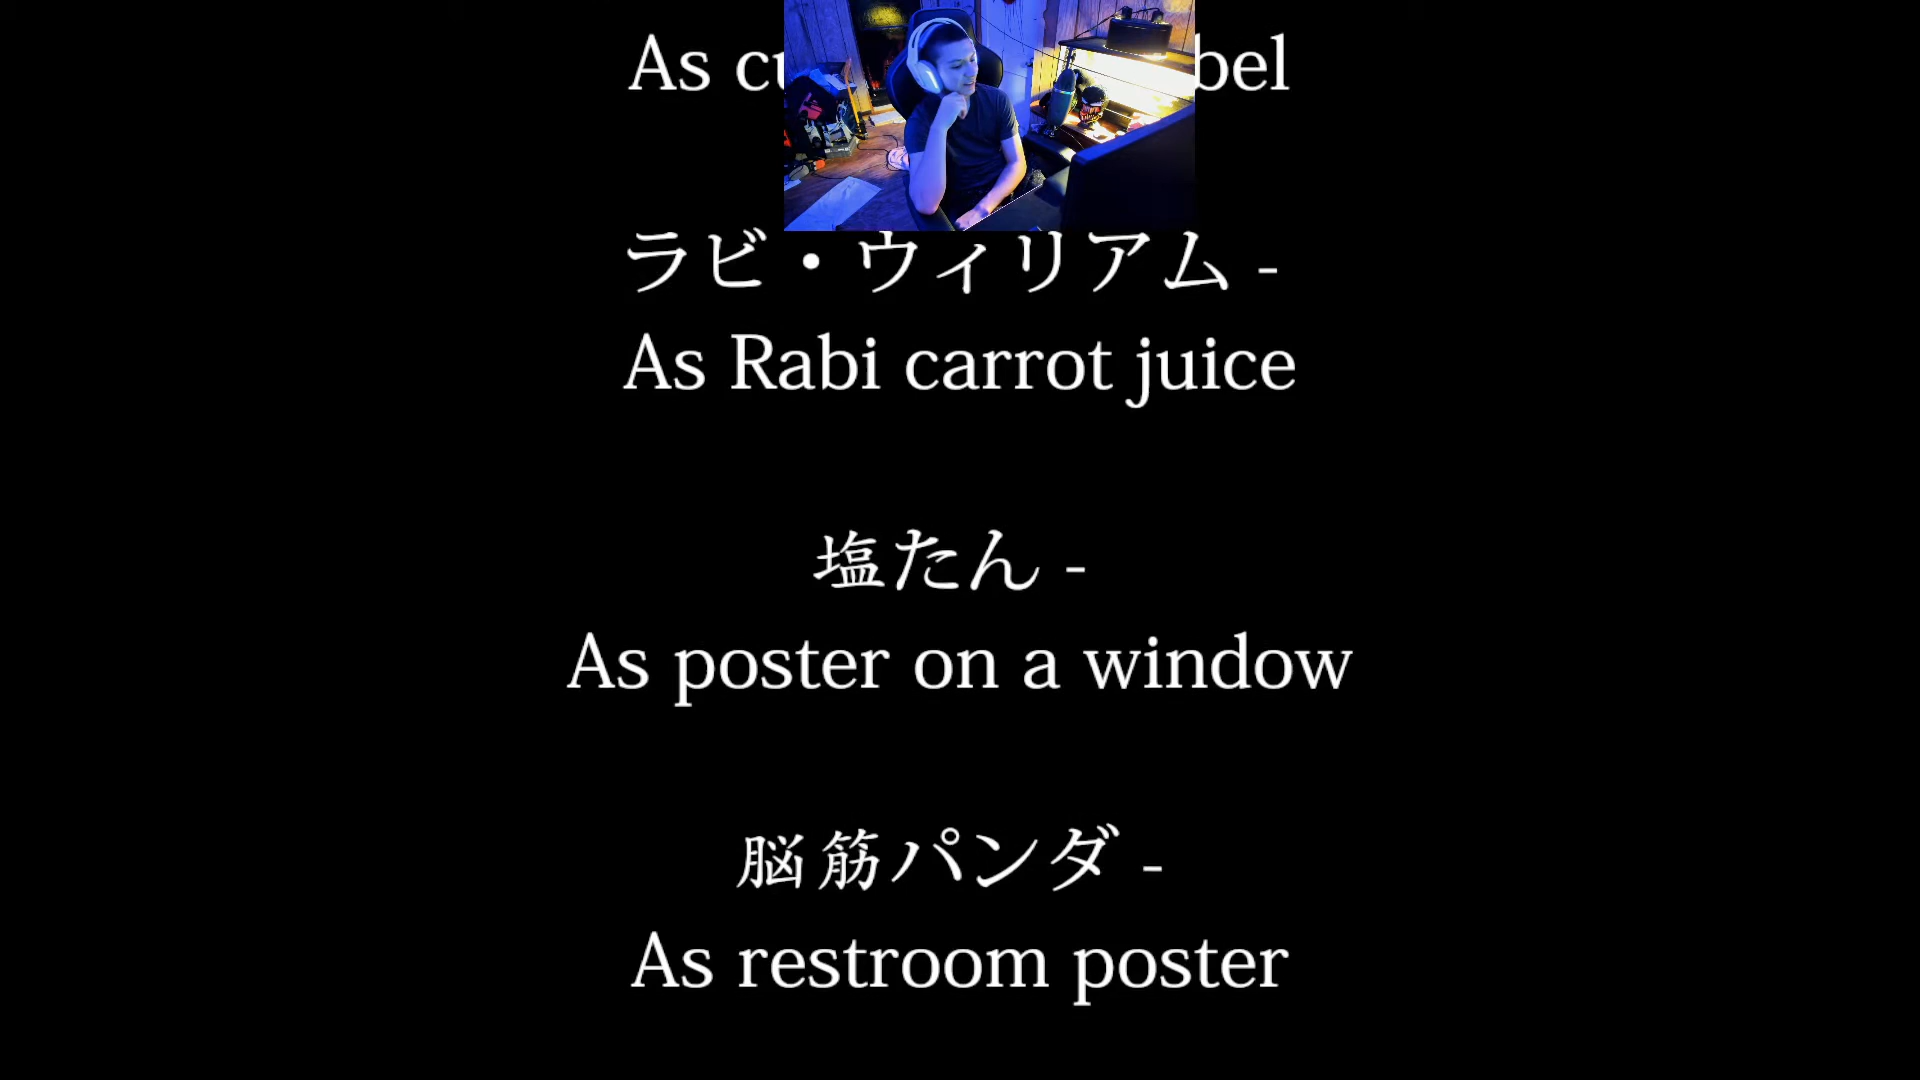 As
bel
ラビ・ウィリアム -
As Rabi carrot juice
塩たん -
As poster on a window
脳筋パンダ -
As restroom poster